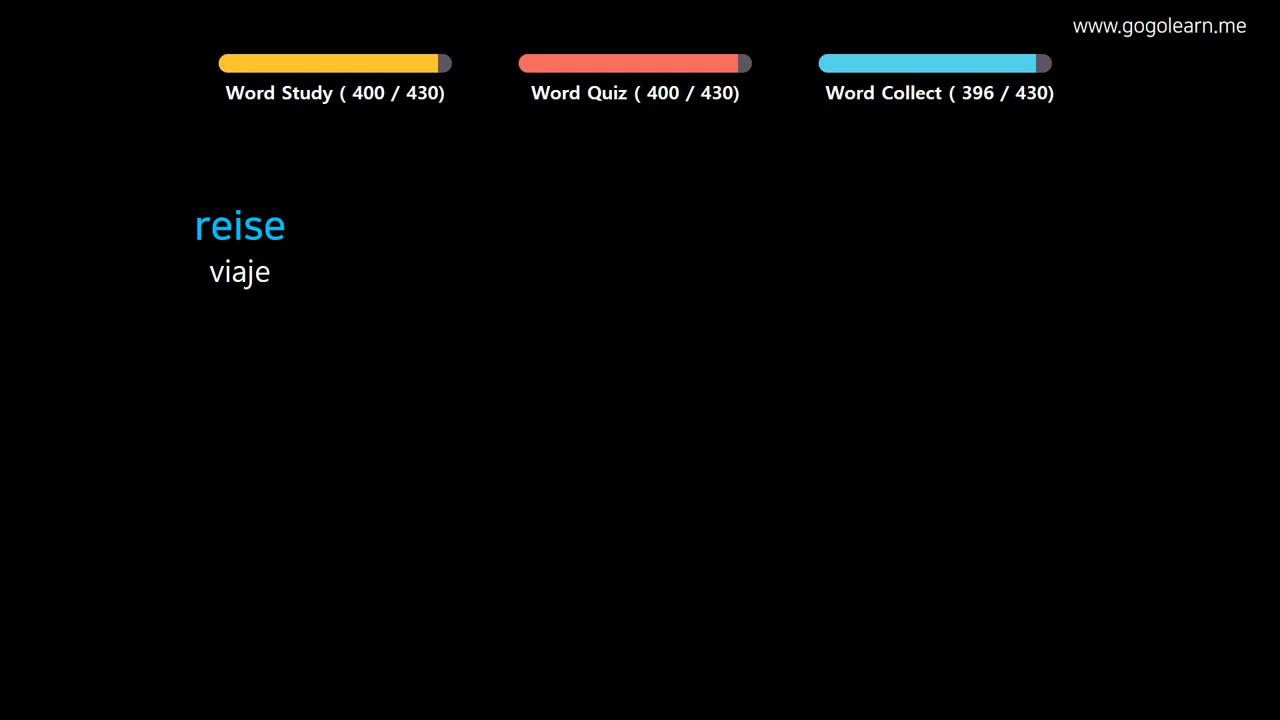 www.gogolearn.me
Word Study ( 400 / 430)
Word Quiz ( 400 / 430)
Word Collect ( 396 / 430)
reise
viaje